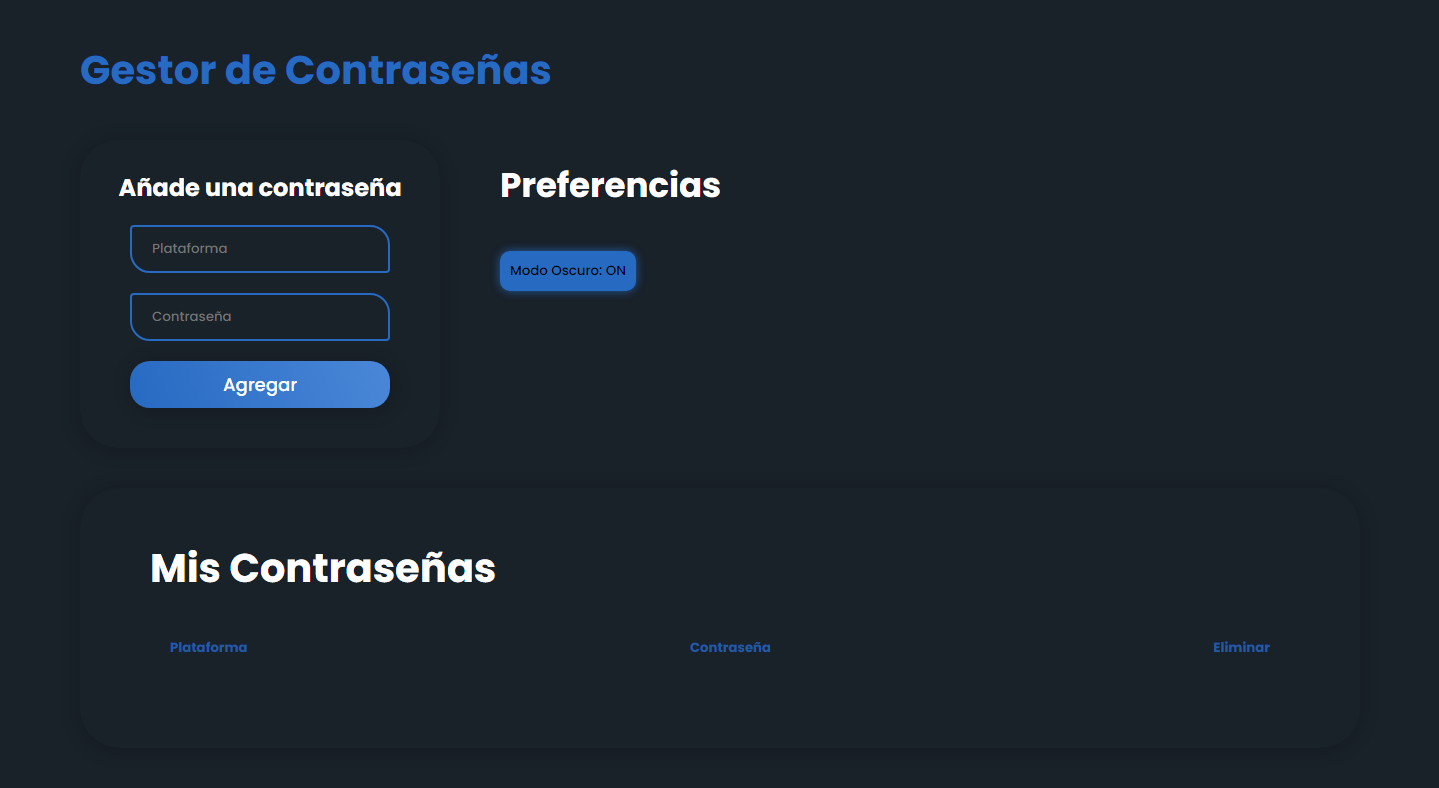 Gestor de Contraseñas
Añade una contraseña
Plataforma
Contraseña
Agregar
Preferencias
Modo Oscuro: ON
Mis Contraseñas
Plataforma Contraseña Eliminar